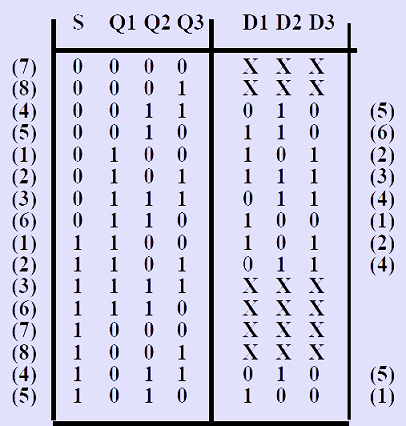 S Q1 Q2 Q3 D1 D2 D3
(7) 0 0 0 0 X X X
(8) 0 0 0 1 X X X
(4) 0 0 1 1 0 1 0 (5)
(5) 0 0 1 0 1 1 0 (6)
(1) 0 1 0 0 1 0 1 (2)
(2) 0 1 0 1 1 1 1 (3)
(3) 0 1 1 1 0 1 1 (4)
(6) 0 1 1 0 1 0 0 (1)
(1) 1 1 0 0 1 0 1 (2)
(2) 1 1 0 1 0 1 1 (4)
(3) 1 1 1 1 X X X
(6) 1 1 1 0 X X X
(7) 1 0 0 0 X X X
(8) 1 0 0 1 X X X
(4) 1 0 1 1 0 1 0 (5)
(5) 1 0 1 0 1 0 0 (1)